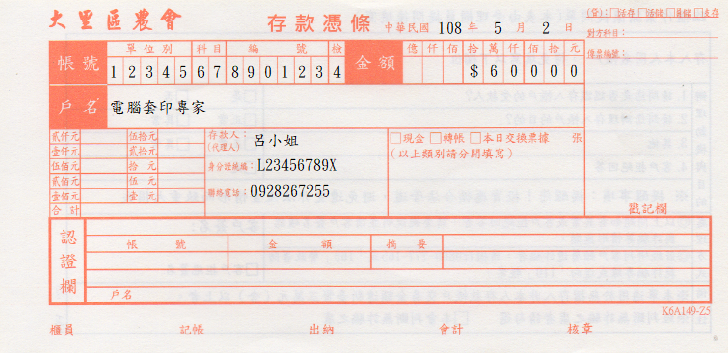 大里區農會 存款憑條 中華民國 108 年 5 月 2 日
(貸):□活存□活儲□員儲□支存
對方科目:
傳票編號:
帳號 單位別 科目 編號 檢
1 2 3 4 5 6 7 8 9 0 1 2 3 4
金額 億 仟 佰 拾 萬 仟 佰 拾 元
$ 6 0 0 0 0
戶名 電腦套印專家
貳仟元 伍拾元
壹仟元 貳拾元
伍佰元 拾元
貳佰元 伍元
壹佰元 壹元
合計
存款人: 呂小姐
(代理人)
身分證統編: L23456789X
聯絡電話: 0928267255
□現金 □轉帳 □本日交換票據 張
(以上類別請分開填寫)
戳記欄
認證欄
帳號 金額 摘要
戶名
K6A149-Z5
櫃員 記帳 出納 會計 核章